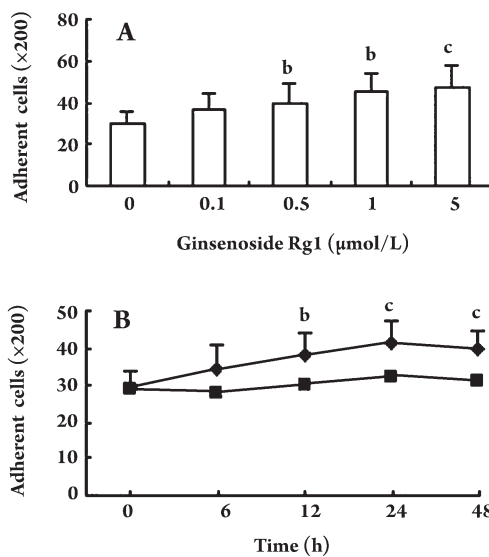 A
Adherent cells (×200)
80
60
40
20
0
b
b
c
0 0.1 0.5 1 5
Ginsenoside Rg1 (μmol/L)
B
Adherent cells (×200)
50
40
30
20
10
0
b
c
c
0 6 12 24 48
Time (h)